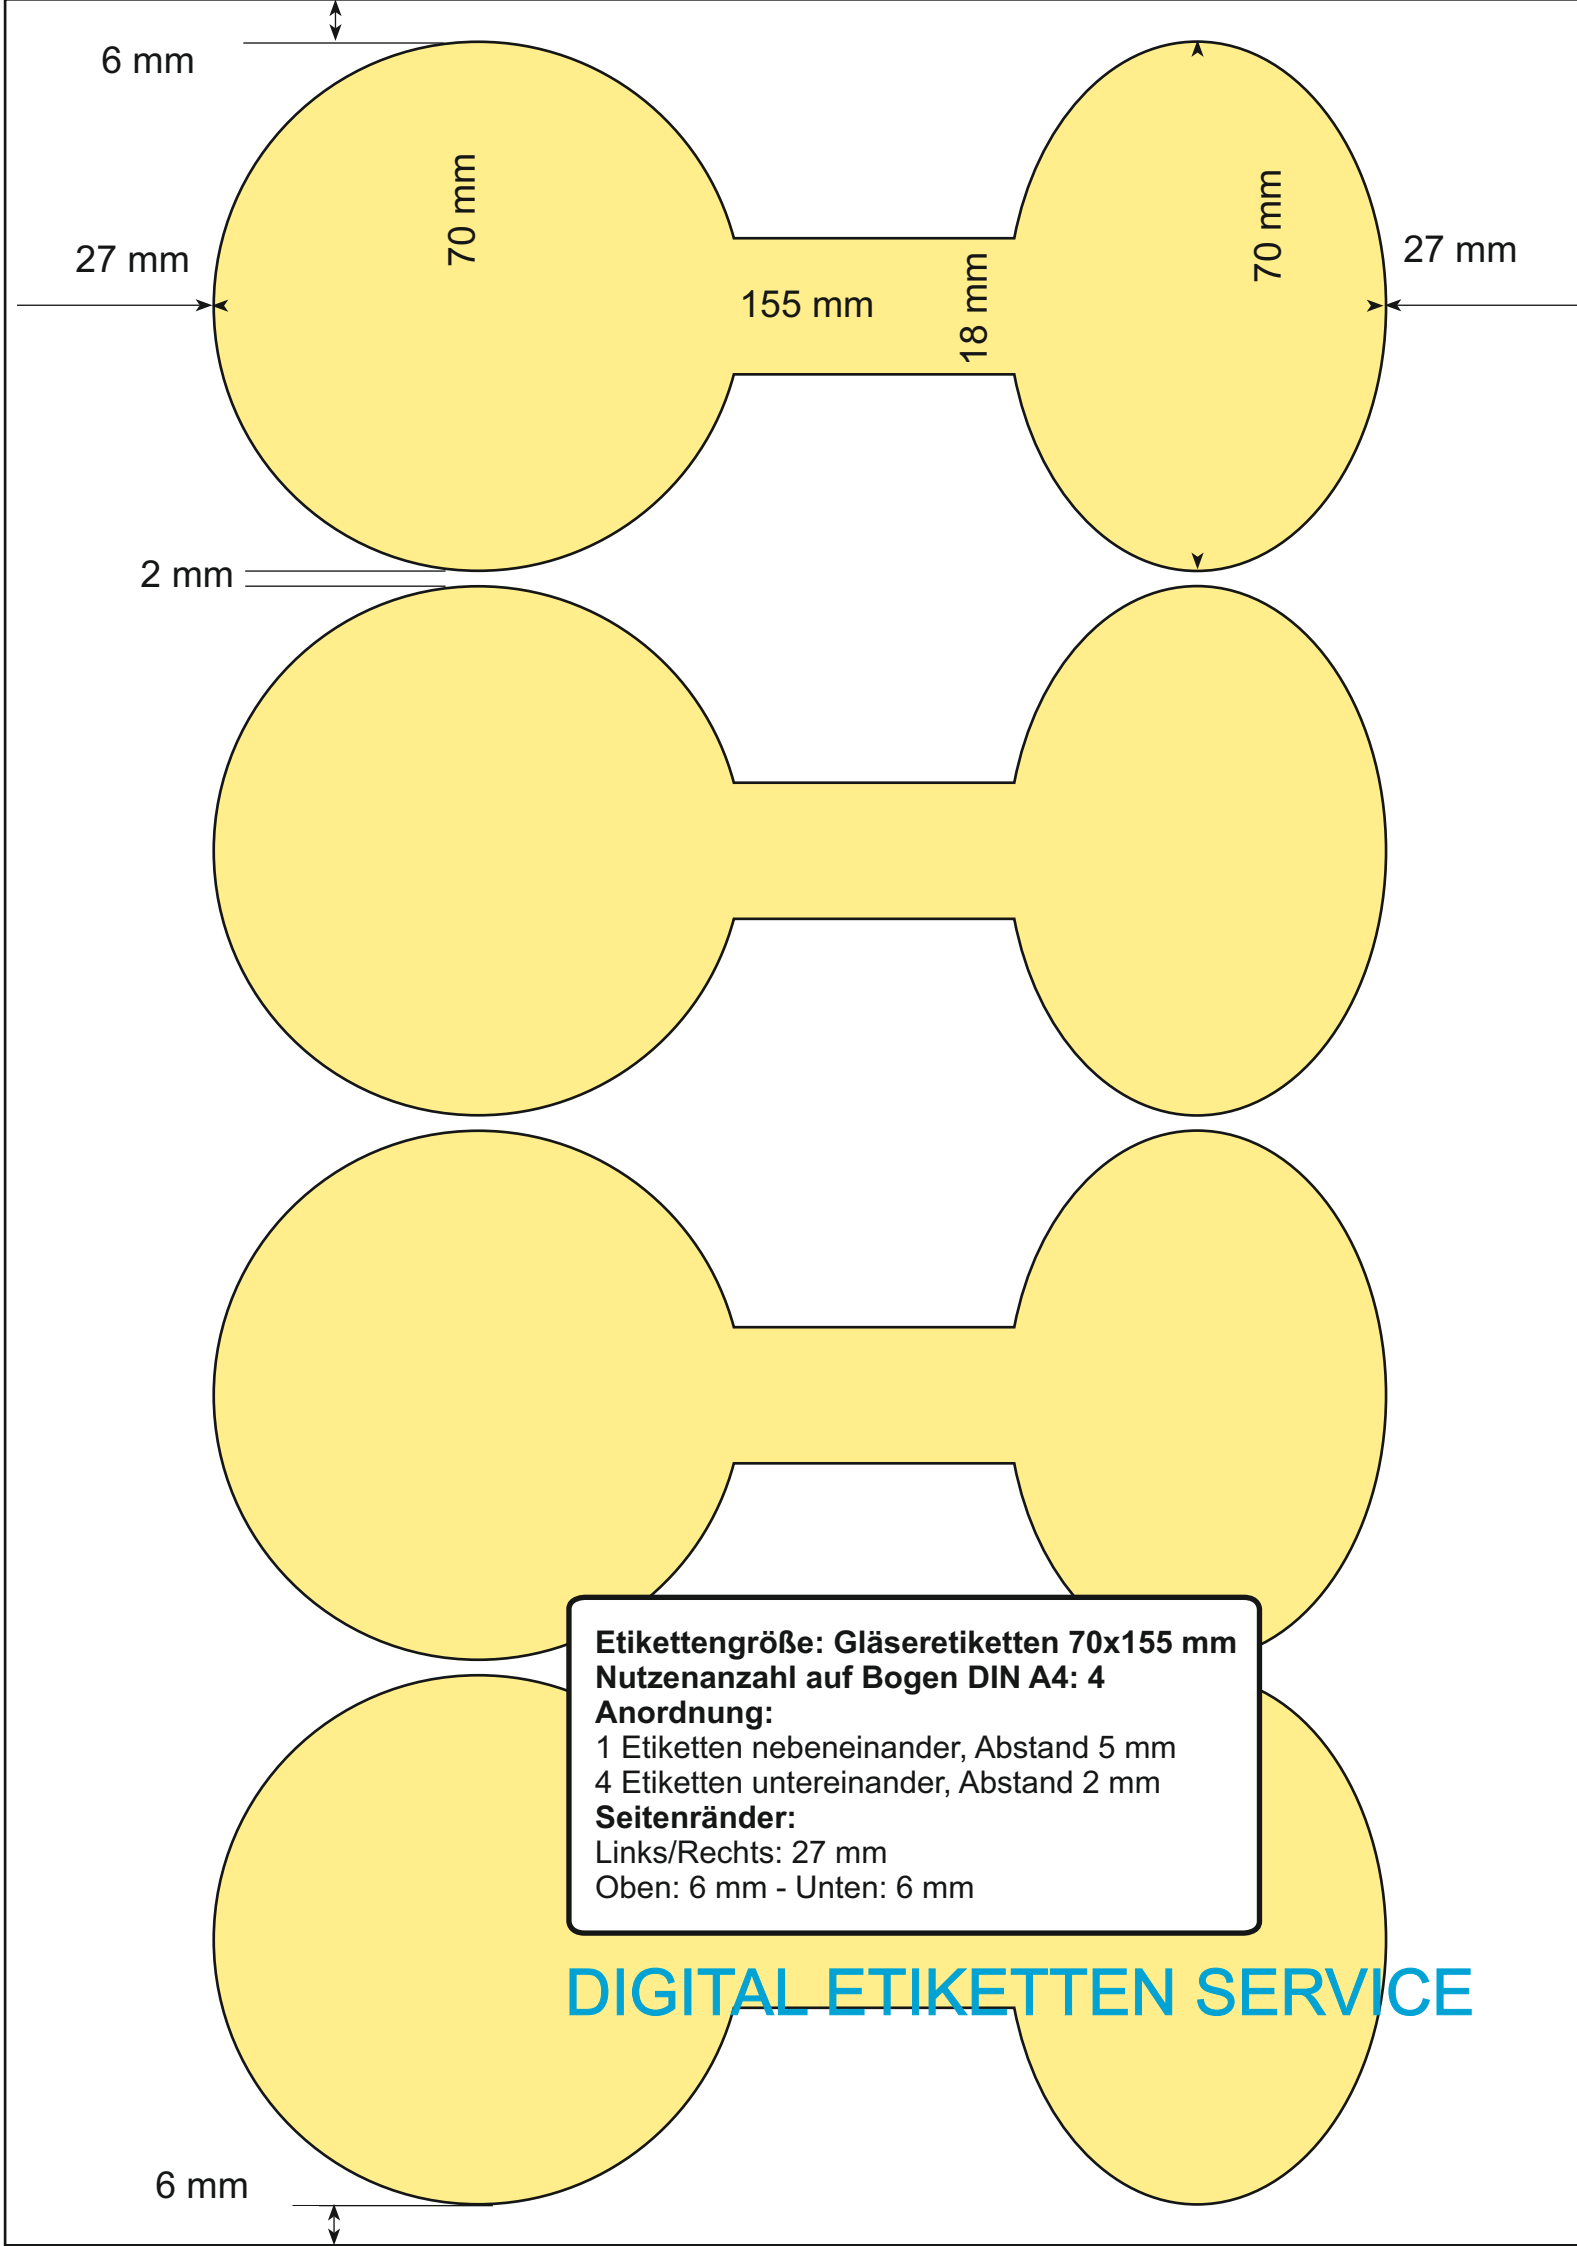 6 mm
70 mm
70 mm
27 mm
27 mm
155 mm
18 mm
2 mm
Etikettengröße: Gläseretiketten 70x155 mm
Nutzenanzahl auf Bogen DIN A4: 4
Anordnung:
1 Etiketten nebeneinander, Abstand 5 mm
4 Etiketten untereinander, Abstand 2 mm
Seitenränder:
Links/Rechts: 27 mm
Oben: 6 mm - Unten: 6 mm
DIGITAL ETIKETTEN SERVICE
6 mm